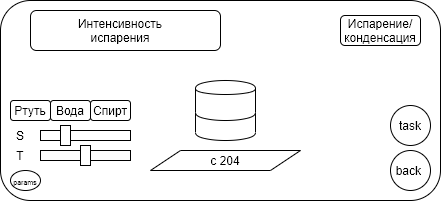 Интенсивность
испарения
Испарение/
конденсация
Ртуть Вода Спирт
S
T
params
с 204
task
back